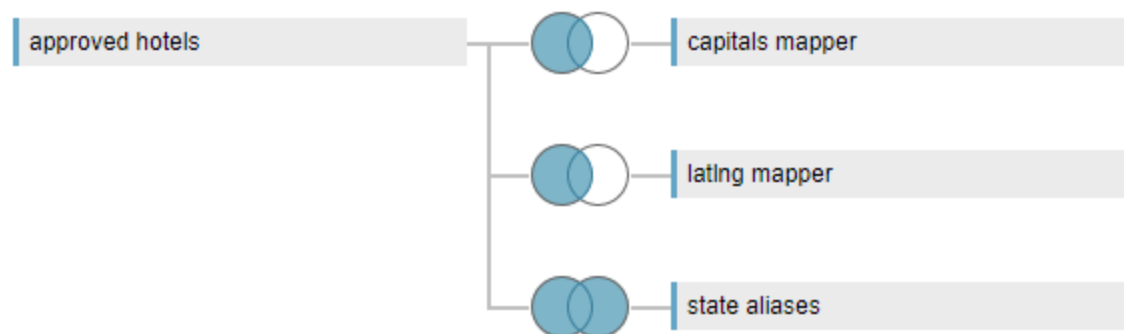 approved hotels
capitals mapper
latlng mapper
state aliases